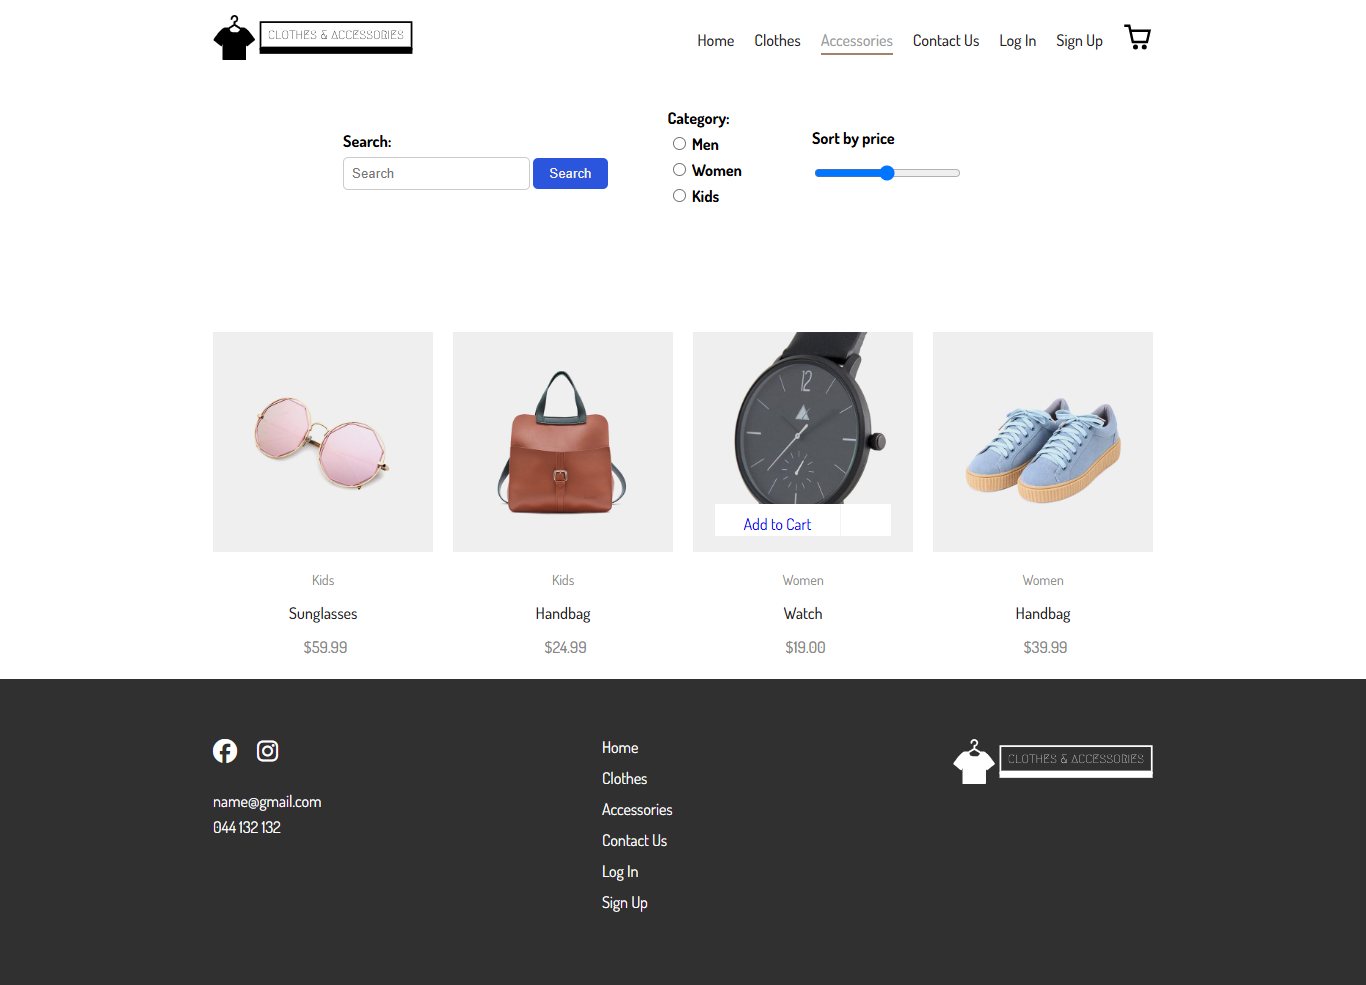 CLOTHES & ACCESSORIES
Home Clothes Accessories Contact Us Log In Sign Up
Search:
Search Search
Category:
Men
Women
Kids
Sort by price
12
Add to Cart
Kids
Sunglasses
$59.99
Kids
Handbag
$24.99
Women
Watch
$19.00
Women
Handbag
$39.99
name@gmail.com
044 132 132
Home
Clothes
Accessories
Contact Us
Log In
Sign Up
CLOTHES & ACCESSORIES